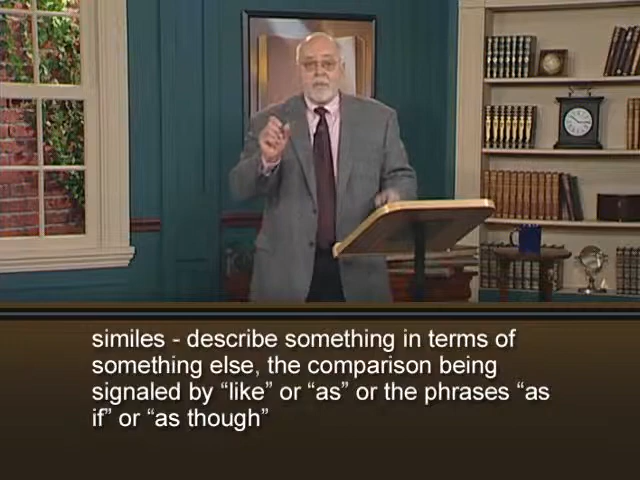 similes - describe something in terms of
something else, the comparison being
signaled by “like” or “as” or the phrases “as
if” or “as though”